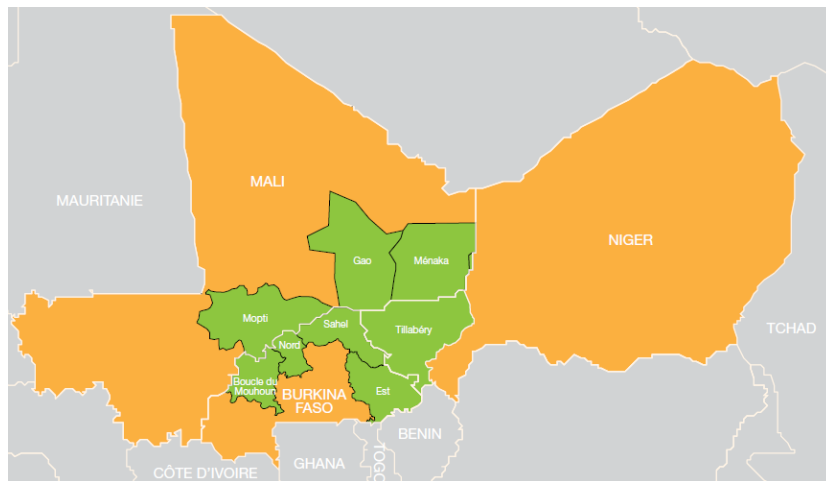 MALI
MAURITANIE
NIGER
Gao
Ménaka
Mopti
Sahel
Tillabéry
TCHAD
Nord
Boucle du
Mouhoun
Est
BURKINA
FASO
BENIN
CÔTE D'IVOIRE
GHANA
TOGO